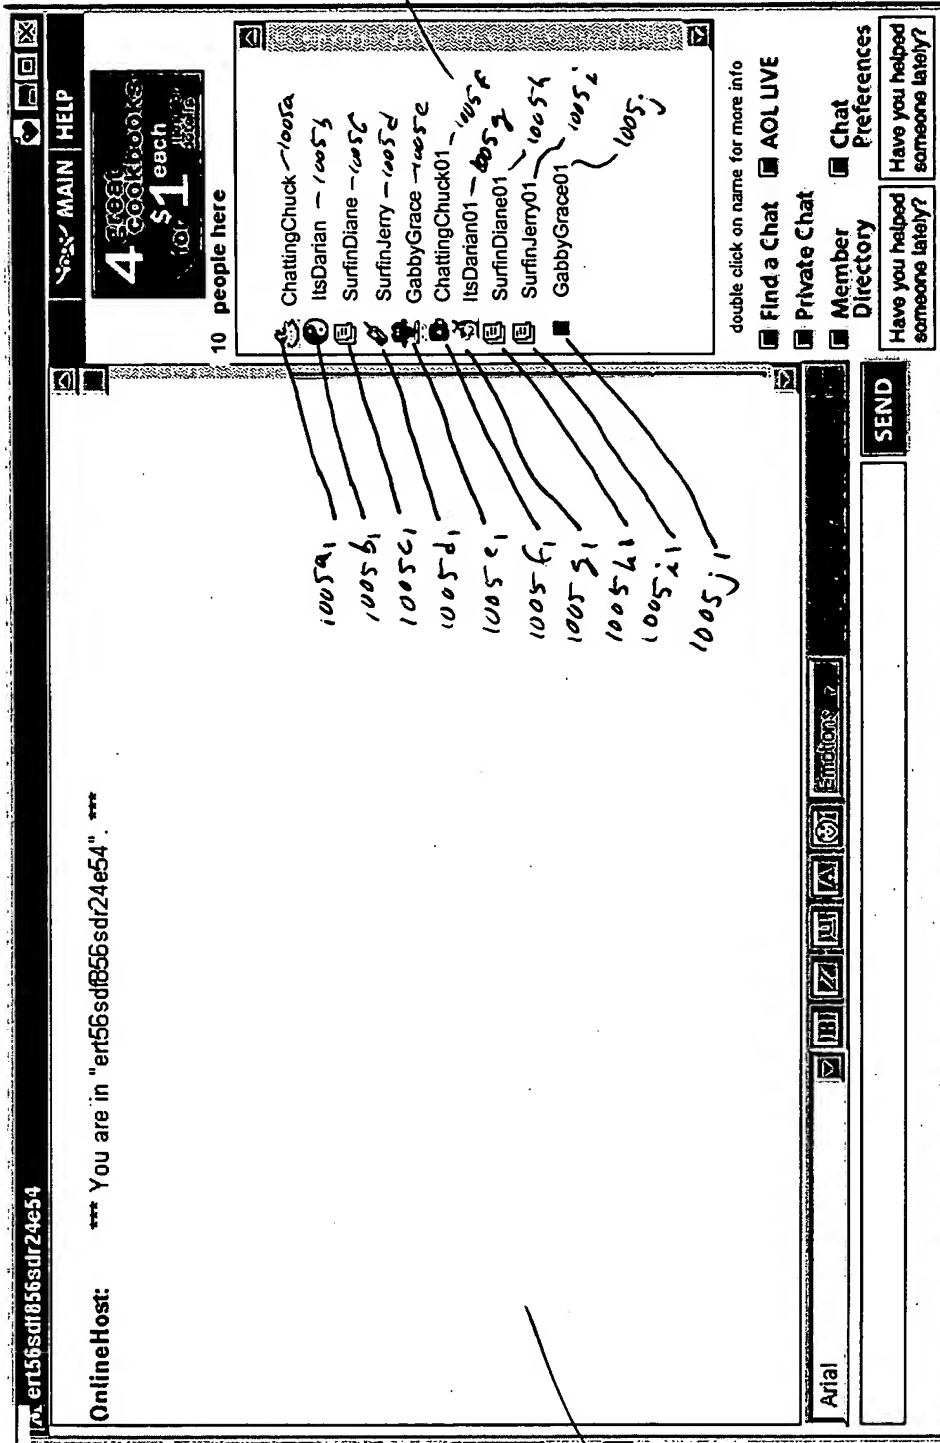 ert56sdf856sdr24e54
MAIN HELP
OnlineHost: *** You are in "ert56sdf856sdr24e54". ***
4 Great
Cookbooks
for $1 each
10 people here
ChattingChuck - 1005a
ItsDarian - 1005b
SurfinDiane - 1005c
SurfinJerry - 1005d
GabbyGrace - 1005e
ChattingChuck01 - 1005f
ItsDarian01 - 1005g
SurfinDiane01 1005h
SurfinJerry01 1005i
GabbyGrace01 1005j
1005a1
1005b1
1005c1
1005d1
1005e1
1005f1
1005g1
1005h1
1005i1
1005j1
double click on name for more info
Find a Chat AOL LIVE
Private Chat
Member Directory
Chat Preferences
Arial B I U A Emotions ?
SEND
Have you helped someone lately?
Have you helped someone lately?